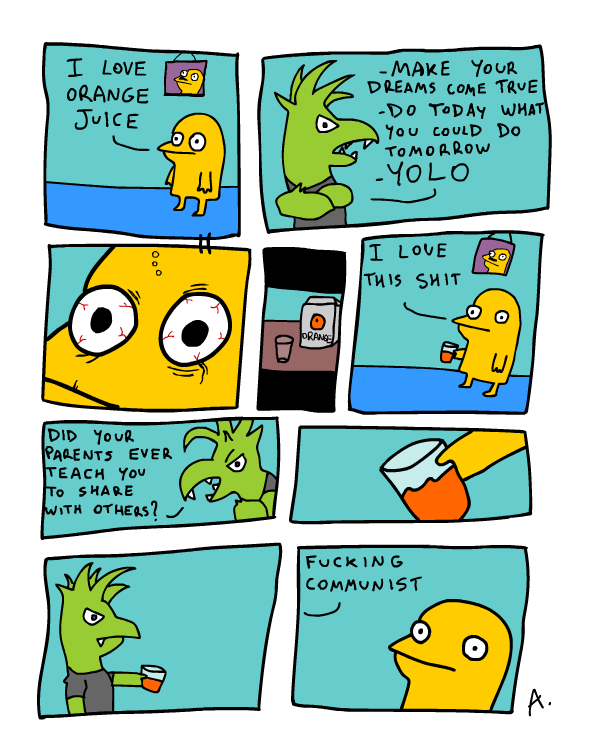 I LOVE
ORANGE
JUICE
-MAKE YOUR
DREAMS COME TRUE
-DO TODAY WHAT
YOU COULD DO
TOMORROW
-YOLO
ORANGE
I LOVE
THIS SHIT
DID YOUR
PARENTS EVER
TEACH YOU
TO SHARE
WITH OTHERS?
FUCKING
COMMUNIST
A.